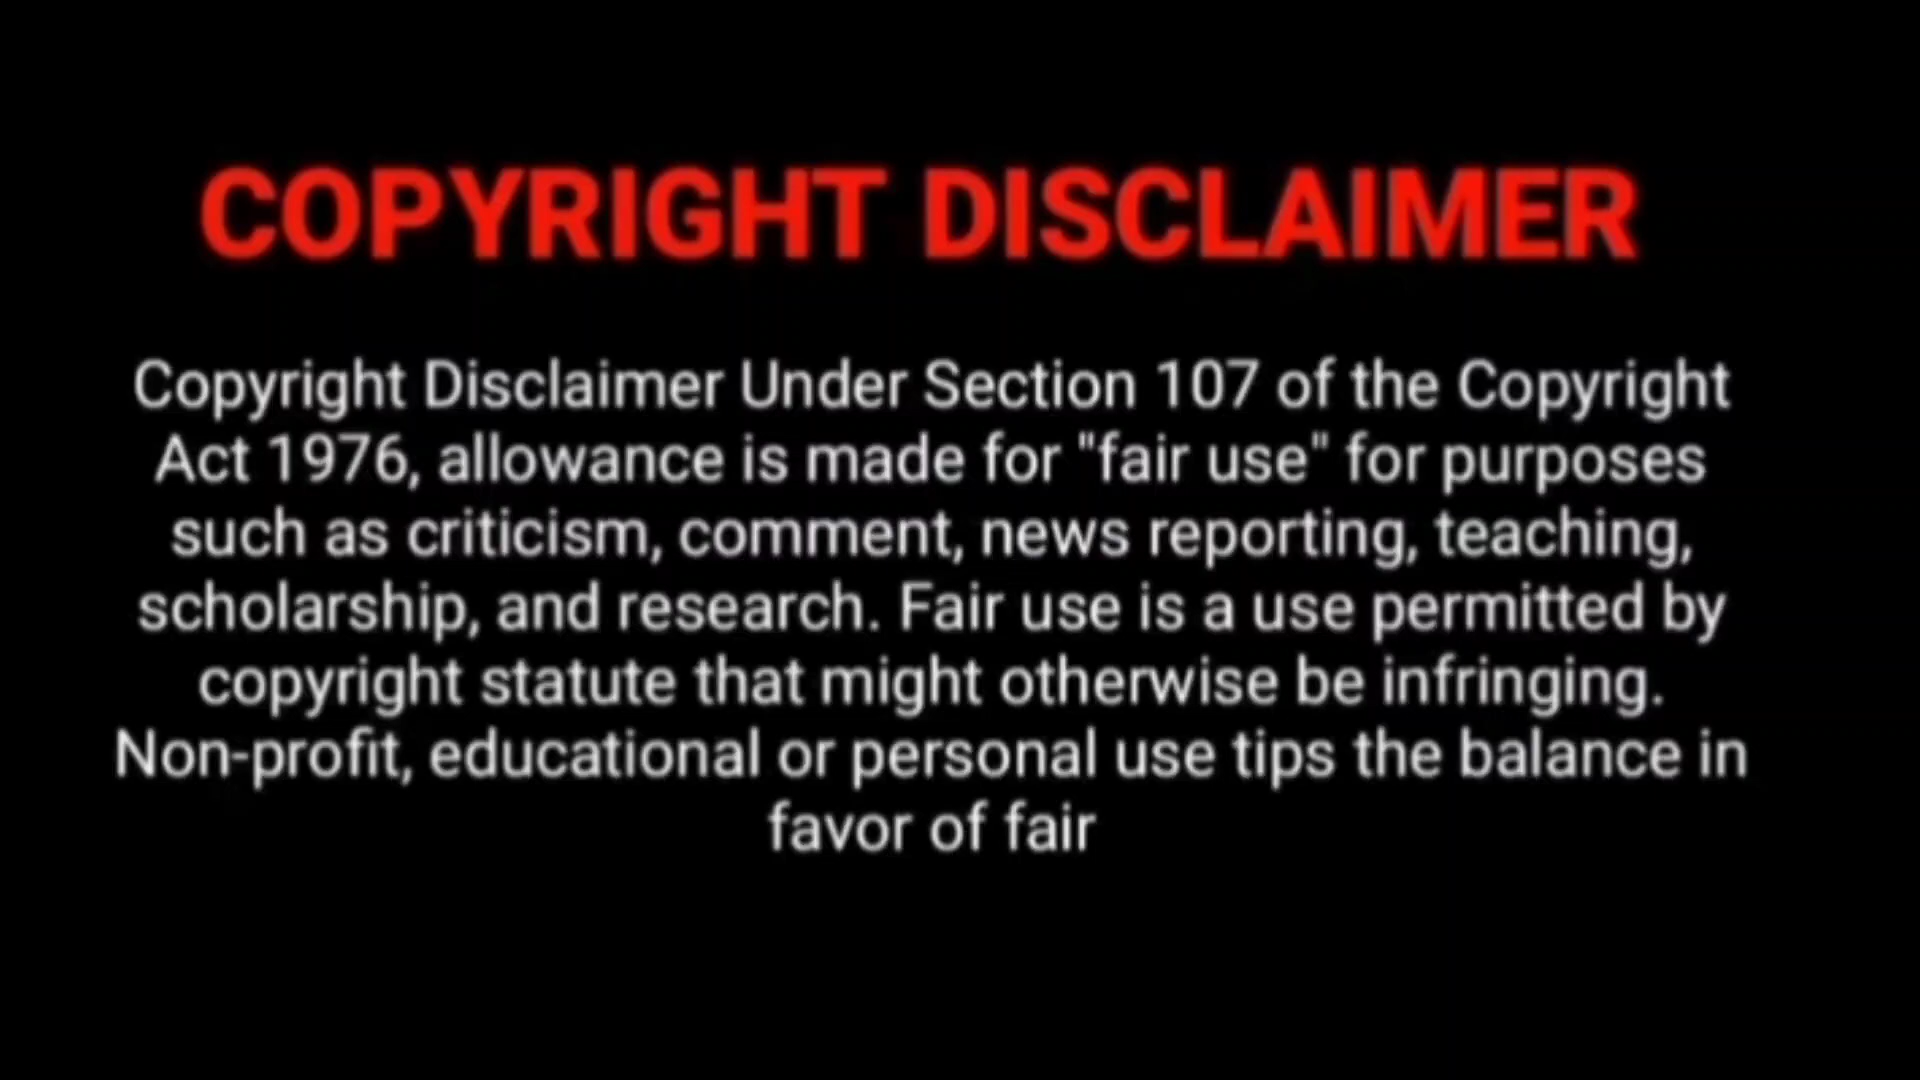 COPYRIGHT DISCLAIMER
Copyright Disclaimer Under Section 107 of the Copyright
Act 1976, allowance is made for "fair use" for purposes
such as criticism, comment, news reporting, teaching,
scholarship, and research. Fair use is a use permitted by
copyright statute that might otherwise be infringing.
Non-profit, educational or personal use tips the balance in
favor of fair